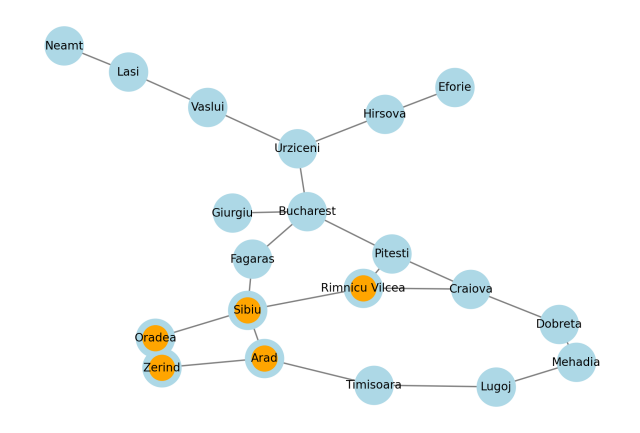 Neamt
Lasi
Eforie
Vaslui
Hirsova
Urziceni
Giurgiu
Bucharest
Pitesti
Fagaras
Rimnicu Vilcea
Craiova
Sibiu
Dobreta
Oradea
Arad
Mehadia
Zerind
Timisoara
Lugoj